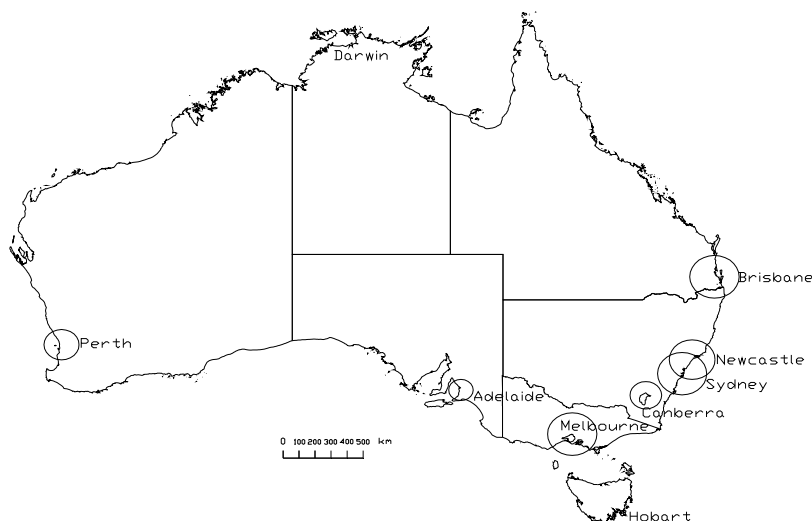 Darwin
Brisbane
Perth
Newcastle
Sydney
Adelaide
Canberra
Melbourne
0 100 200 300 400 500 km
Hobart